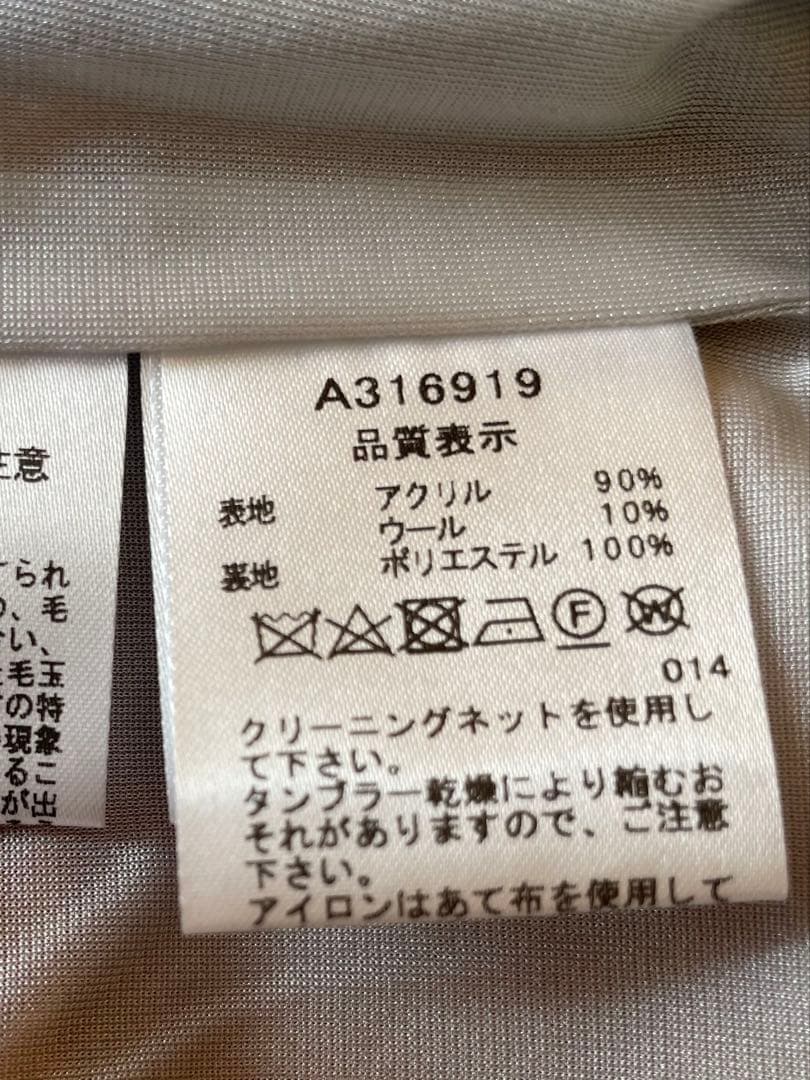 A316919
品質表示
表地 アクリル 90%
ウール 10%
裏地 ポリエステル 100%
F W
014
クリーニングネットを使用し
て下さい。
タンブラー乾燥により縮むお
それがありますので、ご注意
下さい。
アイロンはあて布を使用して
注意
られ
、毛
い、
毛玉
の特
現象
るこ
が出